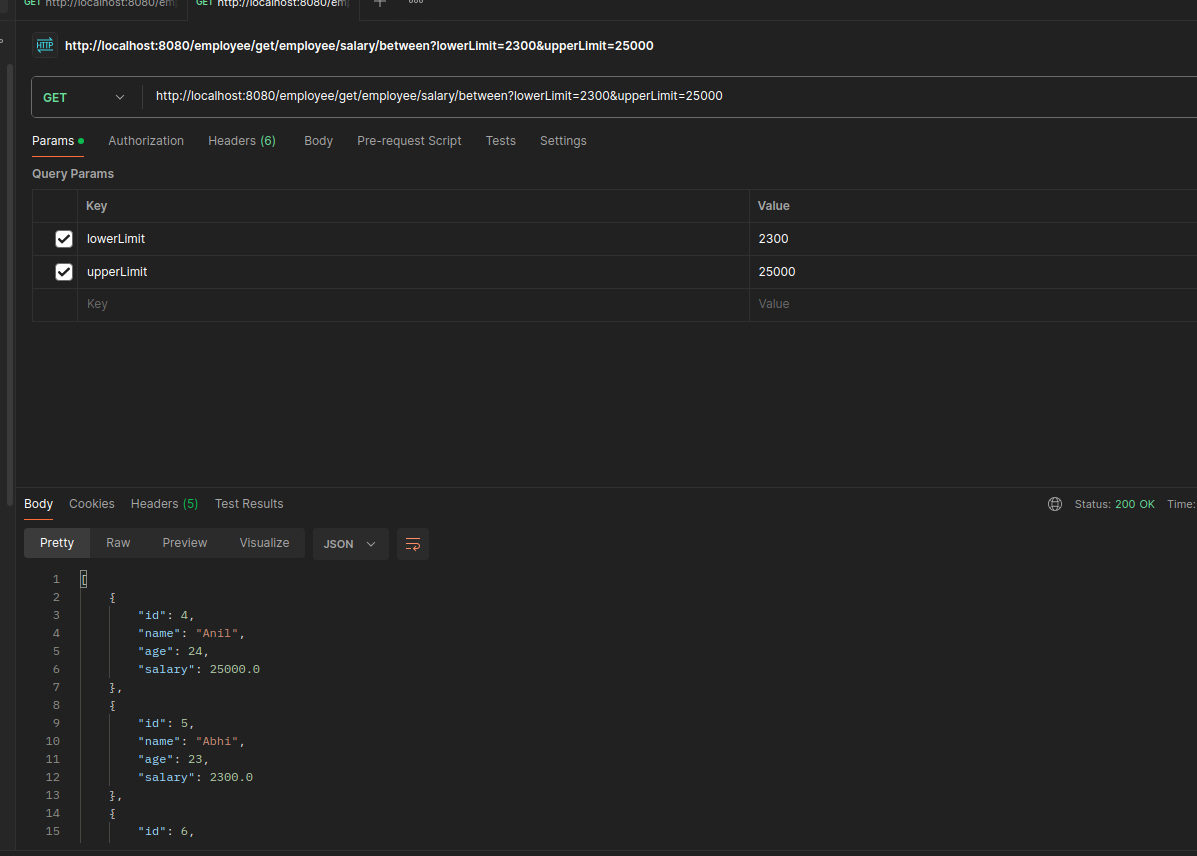 GET http://localhost:8080/em GET http://localhost:8080/em
HTTP http://localhost:8080/employee/get/employee/salary/between?lowerLimit=2300&upperLimit=25000
GET http://localhost:8080/employee/get/employee/salary/between?lowerLimit=2300&upperLimit=25000
Params Authorization Headers (6) Body Pre-request Script Tests Settings
Query Params
Key Value
lowerLimit 2300
upperLimit 25000
Key Value
Body Cookies Headers (5) Test Results Status: 200 OK Time:
Pretty Raw Preview Visualize JSON
1 [
2 {
3 "id": 4,
4 "name": "Anil",
5 "age": 24,
6 "salary": 25000.0
7 },
8 {
9 "id": 5,
10 "name": "Abhi",
11 "age": 23,
12 "salary": 2300.0
13 },
14 {
15 "id": 6,